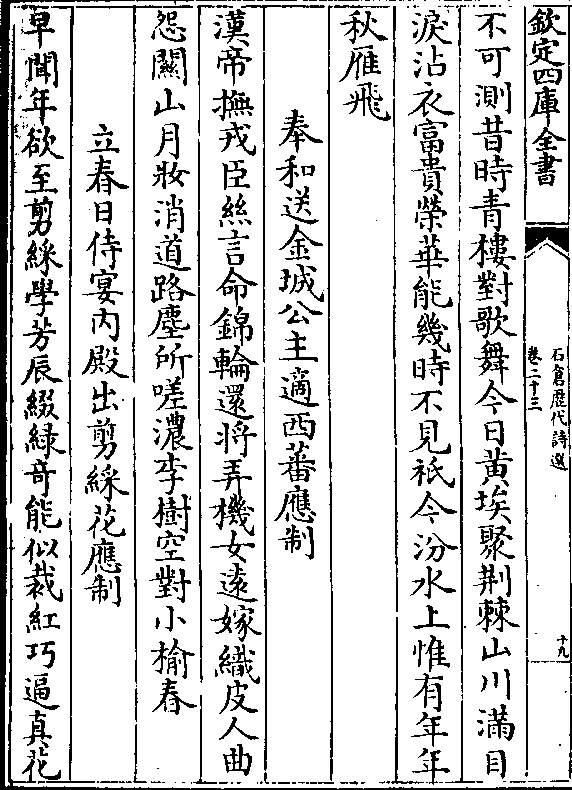 欽定四庫全書
石倉歴代詩選
卷二十三
十九
不可測昔時青樓對歌舞今日黃埃聚荆棘山川滿目
淚沾衣富貴榮華能幾時不見祇今汾水上惟有年年
秋雁飛
奉和送金城公主適西蕃應制
漢帝撫戎臣絲言命錦輪還將弄機女遠嫁織皮人曲
怨關山月妝消道路塵所嗟濃李樹空對小榆春
立春日侍宴内殿出剪綵花應制
早聞年欲至剪綵學芳辰綴緑竒能似裁紅巧逼真花